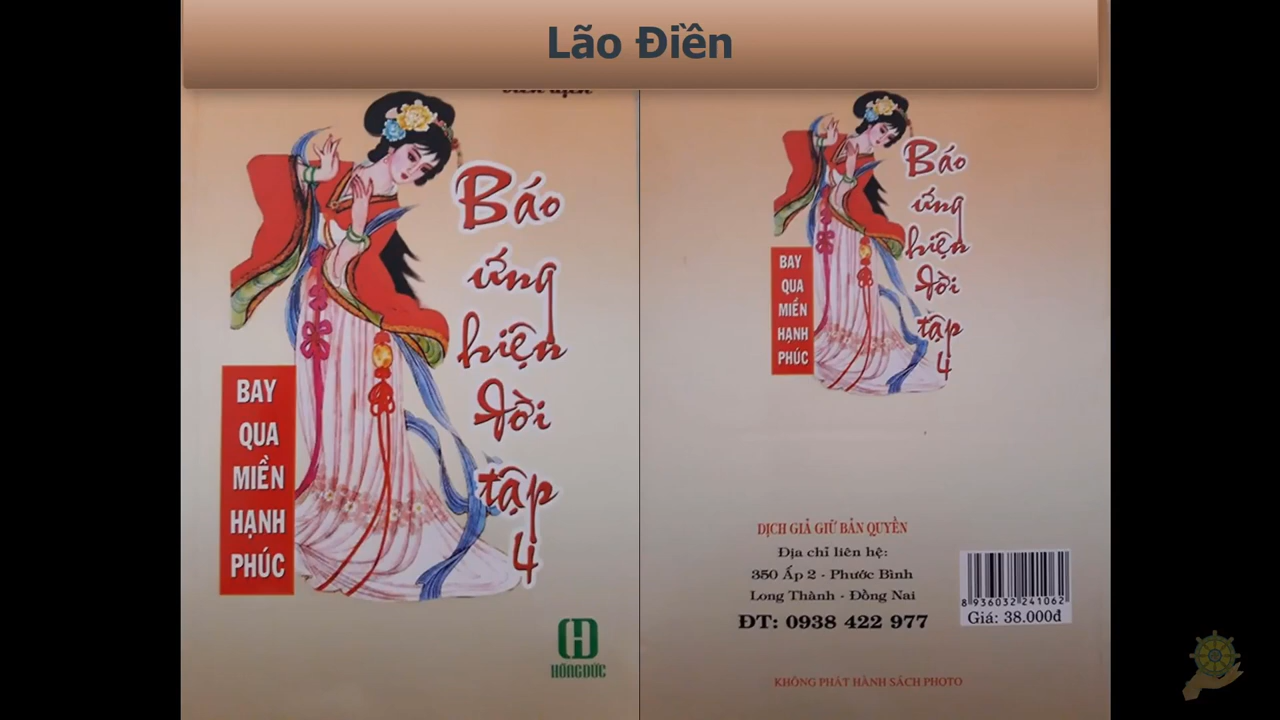 Lão Điền
Báo
ứng
hiện
đời
tập
4
BAY
QUA
MIỀN
HẠNH
PHÚC
HỒNG ĐỨC
Báo
ứng
hiện
đời
tập
4
BAY
QUA
MIỀN
HẠNH
PHÚC
DỊCH GIẢ GIỮ BẢN QUYỀN
Địa chỉ liên hệ:
350 Ấp 2 - Phước Bình
Long Thành - Đồng Nai
ĐT: 0938 422 977
8 936032 241062
Giá: 38.000đ
KHÔNG PHÁT HÀNH SÁCH PHOTO